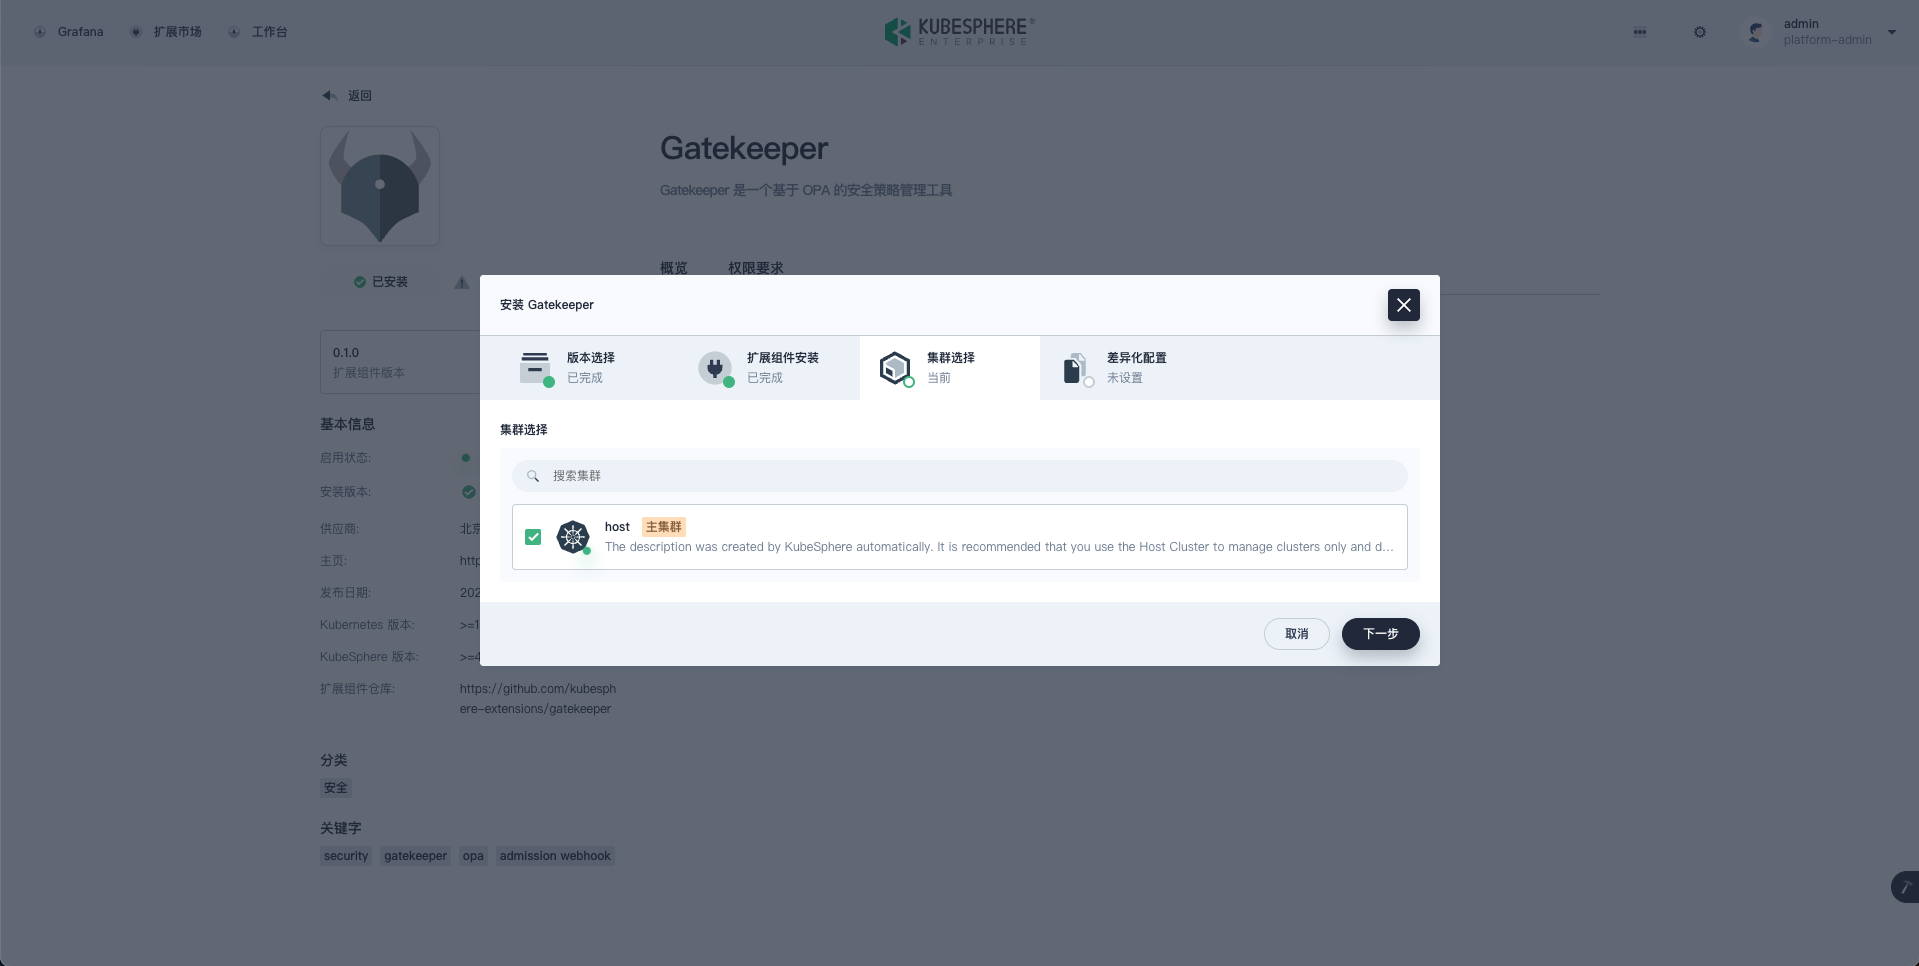 Grafana
扩展市场
工作台
KUBESPHERE®
ENTERPRISE
admin
platform-admin
返回
Gatekeeper
Gatekeeper 是一个基于 OPA 的安全策略管理工具
已安装
概览
权限要求
0.1.0
扩展组件版本
基本信息
启用状态:
安装版本:
供应商:
北京
主页:
http
发布日期:
202
Kubernetes 版本:
>=1
KubeSphere 版本:
>=4
扩展组件仓库:
https://github.com/kubesph
ere-extensions/gatekeeper
分类
安全
关键字
security
gatekeeper
opa
admission webhook
安装 Gatekeeper
版本选择
已完成
扩展组件安装
已完成
集群选择
当前
差异化配置
未设置
集群选择
搜索集群
host
主集群
The description was created by KubeSphere automatically. It is recommended that you use the Host Cluster to manage clusters only and d...
取消
下一步